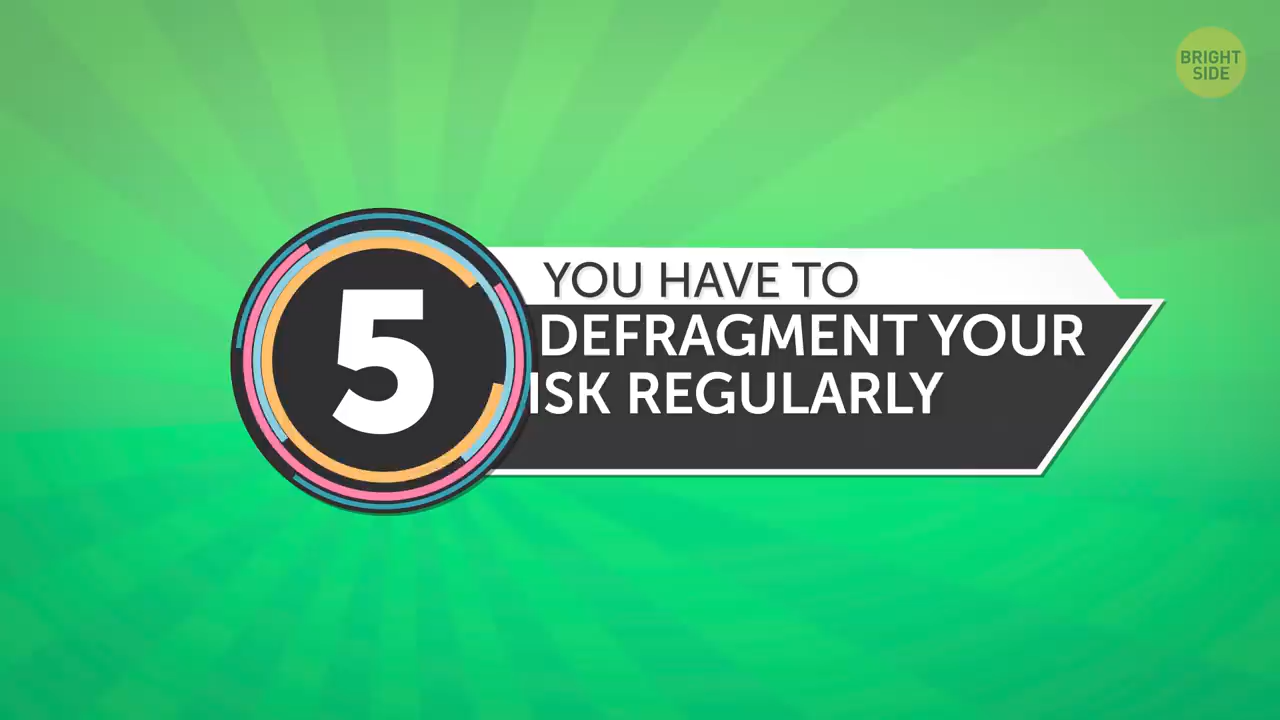 BRIGHT
SIDE
5
YOU HAVE TO
DEFRAGMENT YOUR
ISK REGULARLY